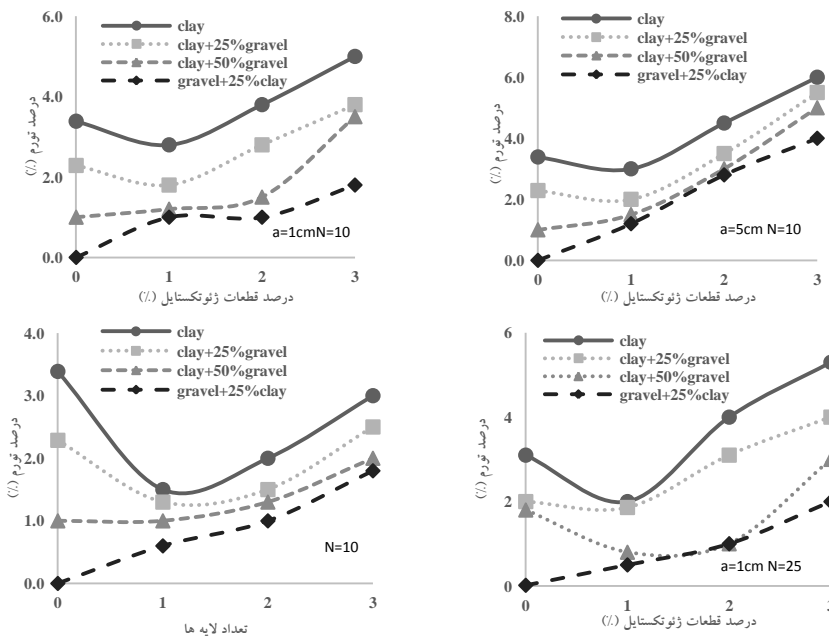 6.0
4.0
2.0
0.0
درصد تورم (٪)
clay
clay+25%gravel
clay+50%gravel
gravel+25%clay
a=1cmN=10
0 1 2 3
درصد قطعات ژئوتکستایل (٪)
8.0
6.0
4.0
2.0
0.0
درصد تورم (٪)
clay
clay+25%gravel
clay+50%gravel
gravel+25%clay
a=5cm N=10
0 1 2 3
درصد قطعات ژئوتکستایل (٪)
4.0
3.0
2.0
1.0
0.0
درصد تورم (٪)
clay
clay+25%gravel
clay+50%gravel
gravel+25%clay
N=10
0 1 2 3
تعداد لایه ها
6
4
2
0
درصد تورم (٪)
clay
clay+25%gravel
clay+50%gravel
gravel+25%clay
a=1cm N=25
0 1 2 3
درصد قطعات ژئوتکستایل (٪)